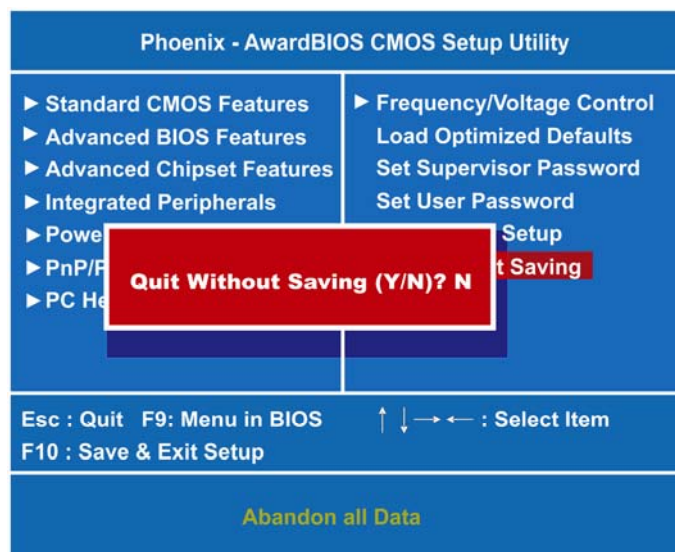 Phoenix - AwardBIOS CMOS Setup Utility
► Standard CMOS Features
► Advanced BIOS Features
► Advanced Chipset Features
► Integrated Peripherals
► Powe
► PnP/P
► PC He
► Frequency/Voltage Control
Load Optimized Defaults
Set Supervisor Password
Set User Password
Setup
t Saving
Quit Without Saving (Y/N)? N
Esc : Quit F9: Menu in BIOS ↑ ↓ → ← : Select Item
F10 : Save & Exit Setup
Abandon all Data